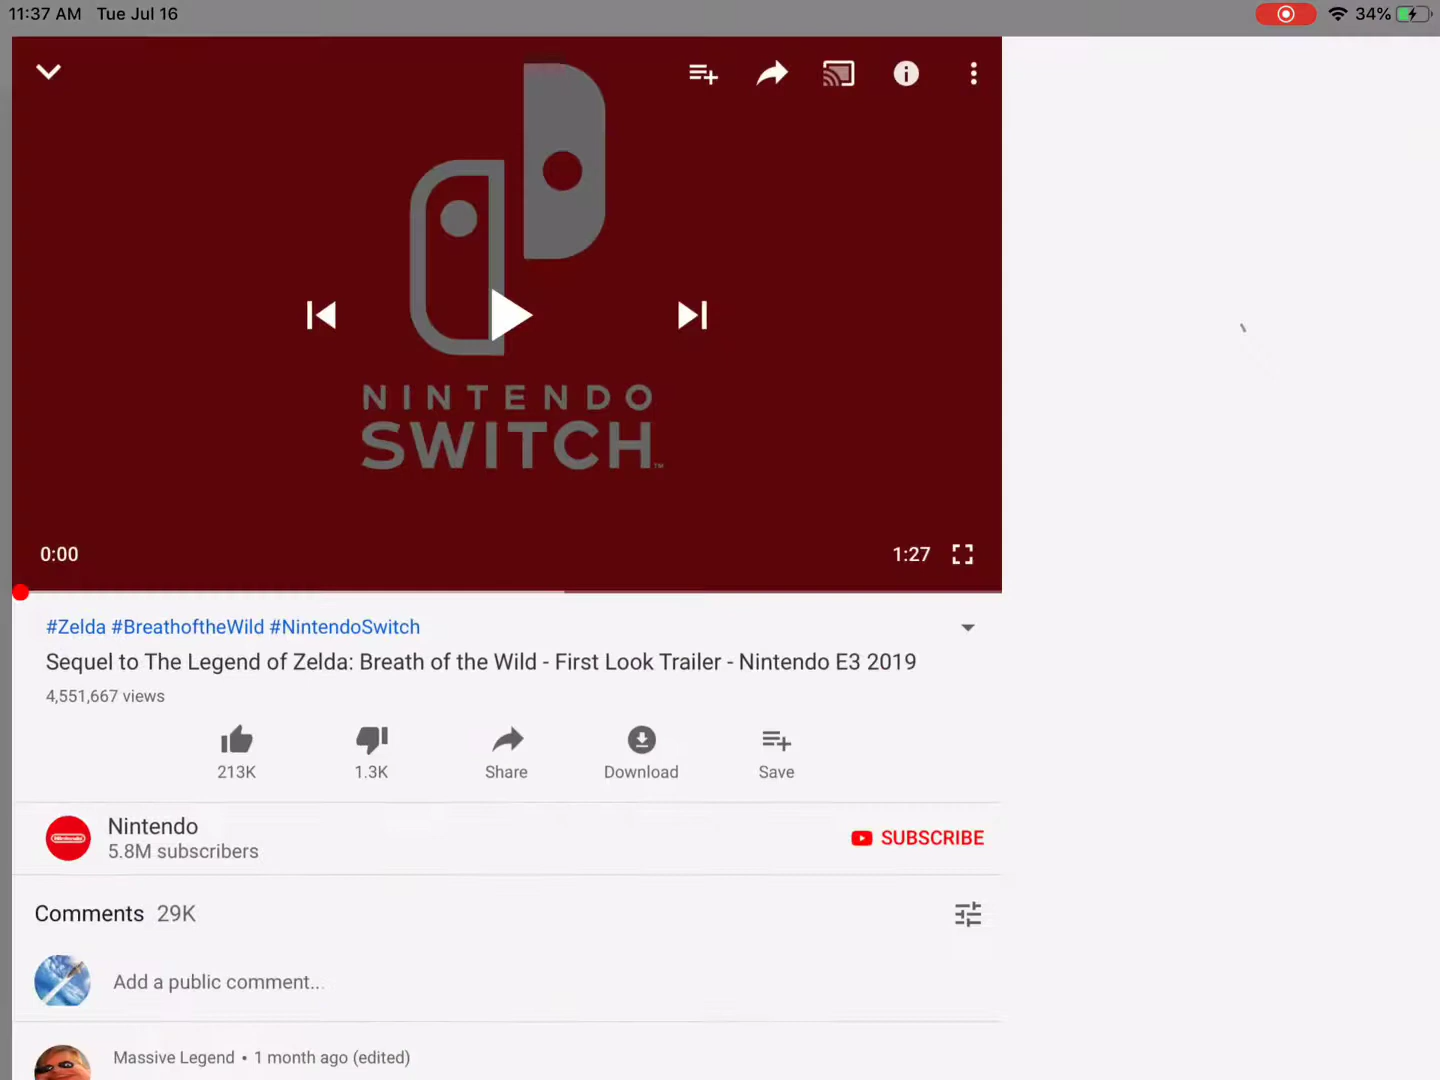 11:37 AM Tue Jul 16
34%
NINTENDO
SWITCH
™
0:00
1:27
#Zelda #BreathoftheWild #NintendoSwitch
Sequel to The Legend of Zelda: Breath of the Wild - First Look Trailer - Nintendo E3 2019
4,551,667 views
213K
1.3K
Share
Download
Save
Nintendo
Nintendo
5.8M subscribers
SUBSCRIBE
Comments 29K
Add a public comment...
Massive Legend • 1 month ago (edited)